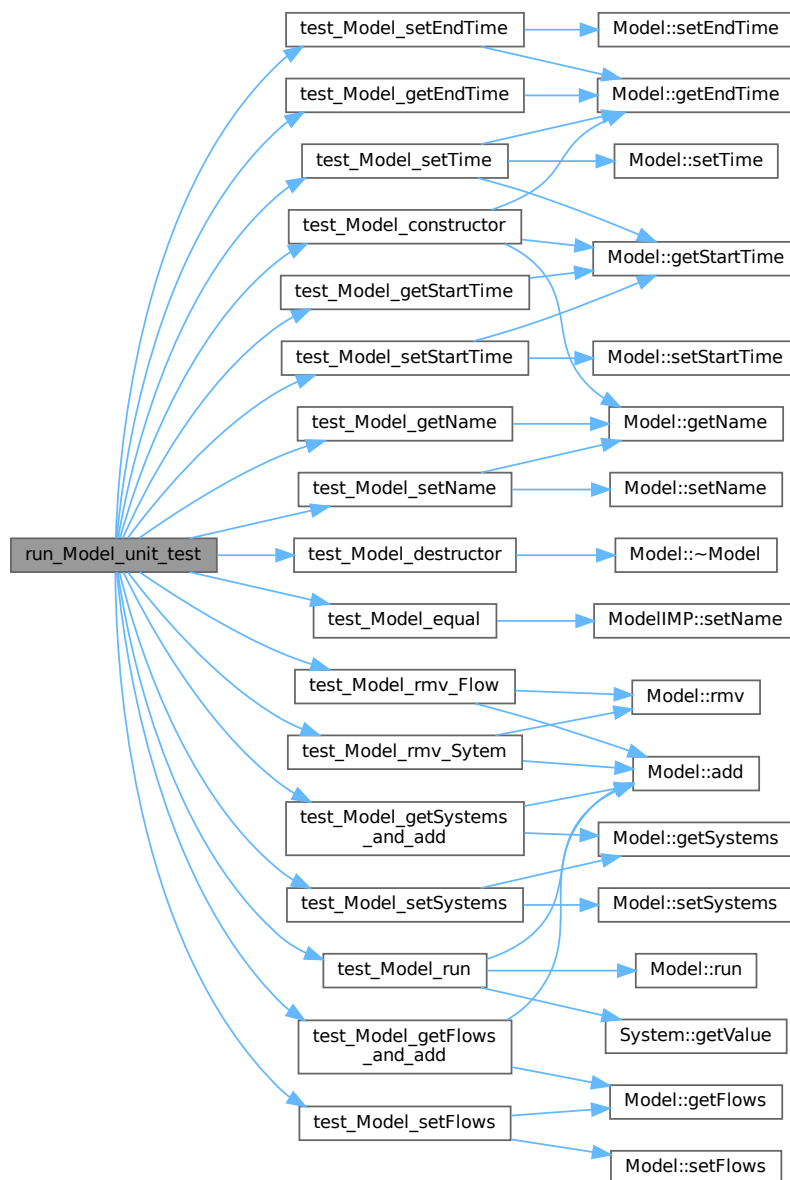 run_Model_unit_test
test_Model_setEndTime
test_Model_getEndTime
test_Model_setTime
test_Model_constructor
test_Model_getStartTime
test_Model_setStartTime
test_Model_getName
test_Model_setName
test_Model_destructor
test_Model_equal
test_Model_rmv_Flow
test_Model_rmv_Sytem
test_Model_getSystems
_and_add
test_Model_setSystems
test_Model_run
test_Model_getFlows
_and_add
test_Model_setFlows
Model::setEndTime
Model::getEndTime
Model::setTime
Model::getStartTime
Model::setStartTime
Model::getName
Model::setName
Model::~Model
ModelIMP::setName
Model::rmv
Model::add
Model::getSystems
Model::setSystems
Model::run
System::getValue
Model::getFlows
Model::setFlows